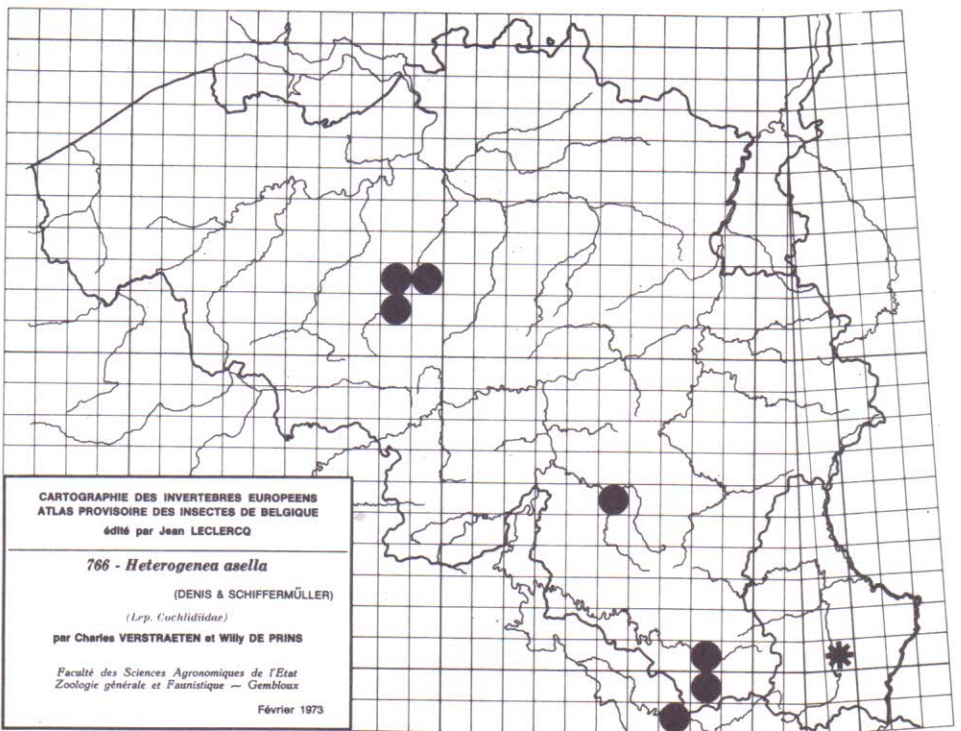 CARTOGRAPHIE DES INVERTEBRES EUROPEENS
ATLAS PROVISOIRE DES INSECTES DE BELGIQUE
édité par Jean LECLERCQ
766 - Heterogenea asella
(DENIS & SCHIFFERMÜLLER)
(Lep. Cochlidiidae)
par Charles VERSTRAETEN et Willy DE PRINS
Faculté des Sciences Agronomiques de l'Etat
Zoologie générale et Faunistique — Gembloux
Février 1973